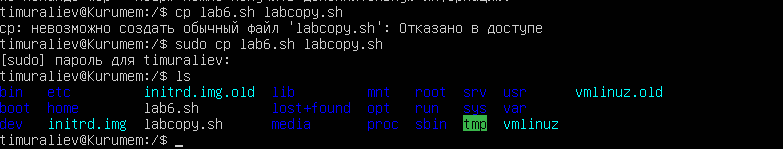 timuraliev@Kurumem:/$ cp lab6.sh labcopy.sh
cp: невозможно создать обычный файл 'labcopy.sh': Отказано в доступе
timuraliev@Kurumem:/$ sudo cp lab6.sh labcopy.sh
[sudo] пароль для timuraliev:
timuraliev@Kurumem:/$ ls
bin etc initrd.img.old lib mnt root srv usr vmlinuz.old
boot home lab6.sh lost+found opt run sys var
dev initrd.img labcopy.sh media proc sbin tmp vmlinuz
timuraliev@Kurumem:/$ _